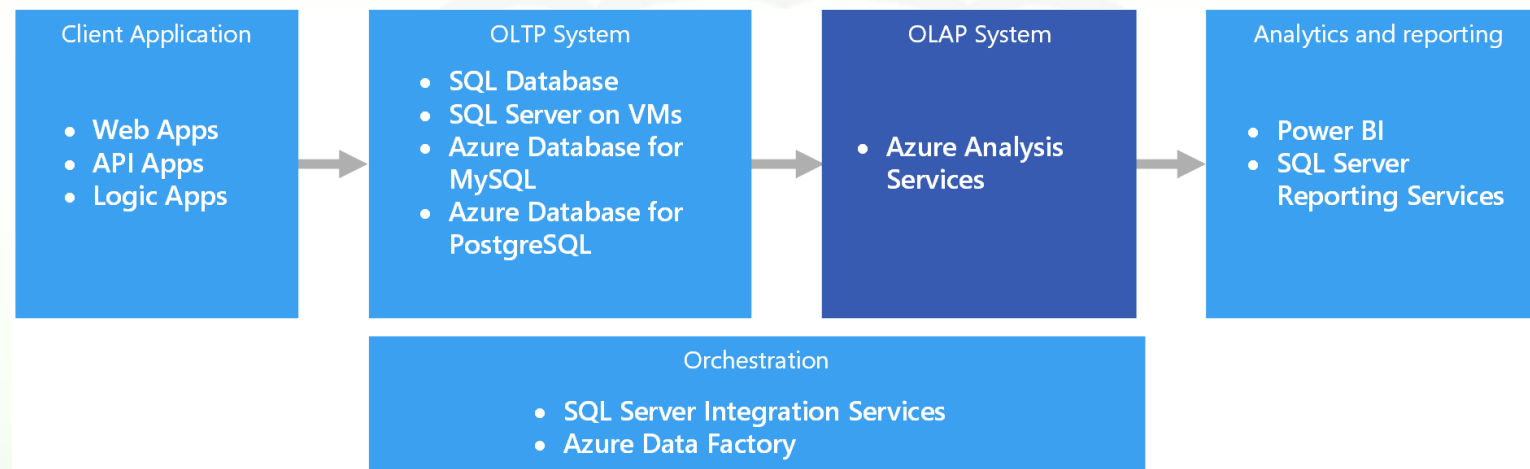 Client Application
• Web Apps
• API Apps
• Logic Apps
OLTP System
• SQL Database
• SQL Server on VMs
• Azure Database for
MySQL
• Azure Database for
PostgreSQL
OLAP System
• Azure Analysis
Services
Analytics and reporting
• Power BI
• SQL Server
Reporting Services
Orchestration
• SQL Server Integration Services
• Azure Data Factory